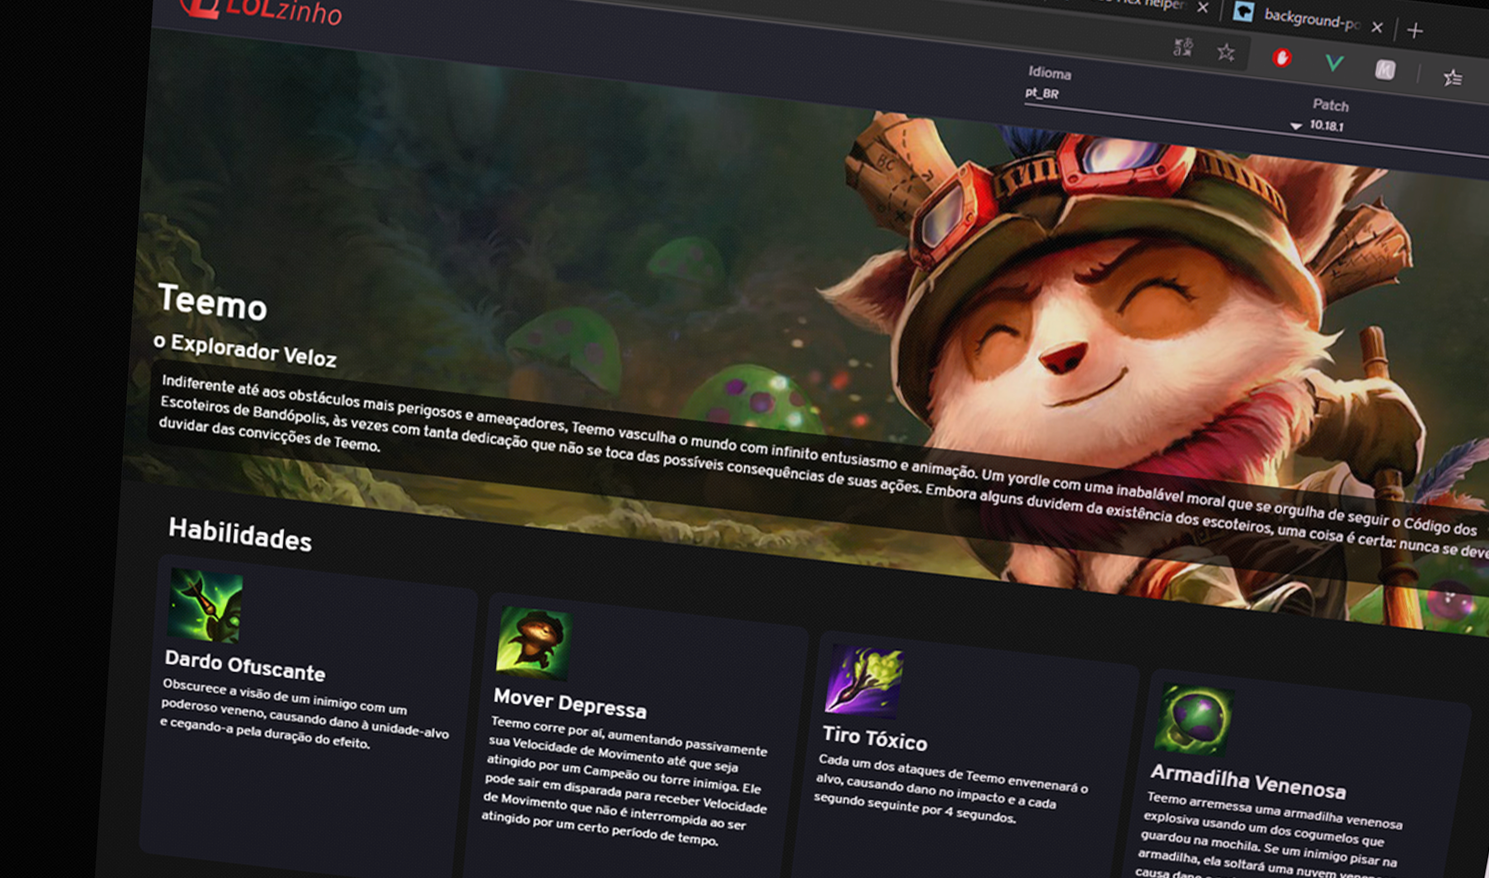 LOLzinho
helper
background-po
Idioma
pt_BR
Patch
10.18.1
BC
Teemo
o Explorador Veloz
Indiferente até aos obstáculos mais perigosos e ameaçadores, Teemo vasculha o mundo com infinito entusiasmo e animação. Um yordle com uma inabalável moral que se orgulha de seguir o Código dos
Escoteiros de Bandópolis, às vezes com tanta dedicação que não se toca das possíveis consequências de suas ações. Embora alguns duvidem da existência dos escoteiros, uma coisa é certa: nunca se deve
duvidar das convicções de Teemo.
Habilidades
Dardo Ofuscante
Obscurece a visão de um inimigo com um
poderoso veneno, causando dano à unidade-alvo
e cegando-a pela duração do efeito.
Mover Depressa
Teemo corre por aí, aumentando passivamente
sua Velocidade de Movimento até que seja
atingido por um Campeão ou torre inimiga. Ele
pode sair em disparada para receber Velocidade
de Movimento que não é interrompida ao ser
atingido por um certo período de tempo.
Tiro Tóxico
Cada um dos ataques de Teemo envenenará o
alvo, causando dano no impacto e a cada
segundo seguinte por 4 segundos.
Armadilha Venenosa
Teemo arremessa uma armadilha venenosa
explosiva usando um dos cogumelos que
guardou na mochila. Se um inimigo pisar na
armadilha, ela soltará uma nuvem
causa dano